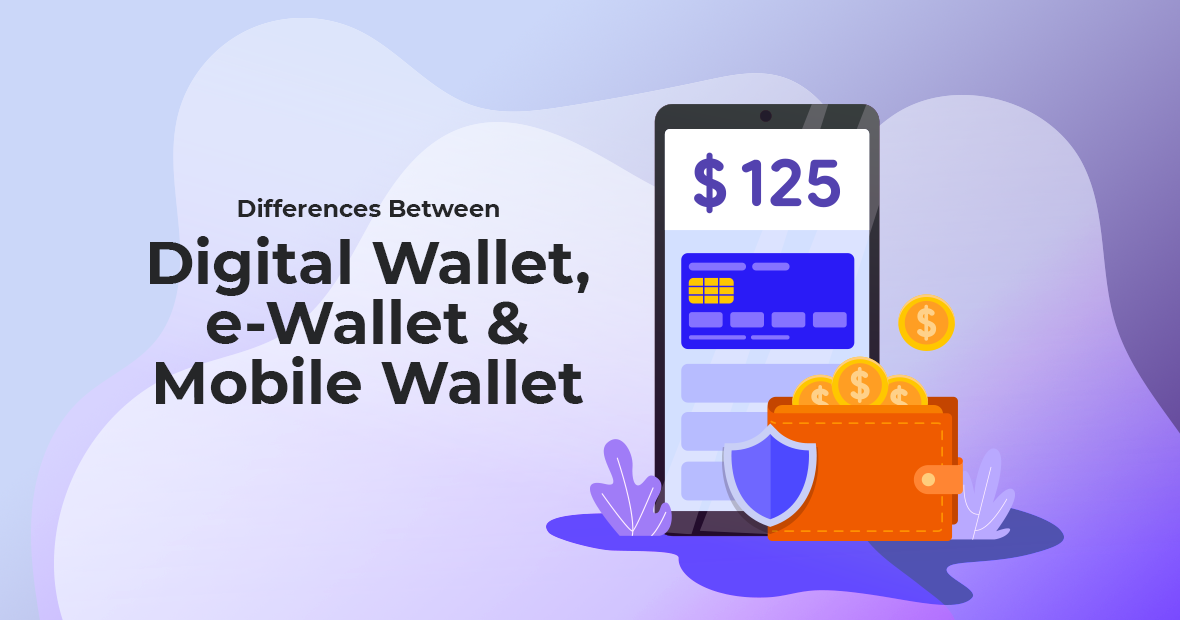 Differences Between
Digital Wallet,
e-Wallet &
Mobile Wallet
$ 125
$
$
$
$